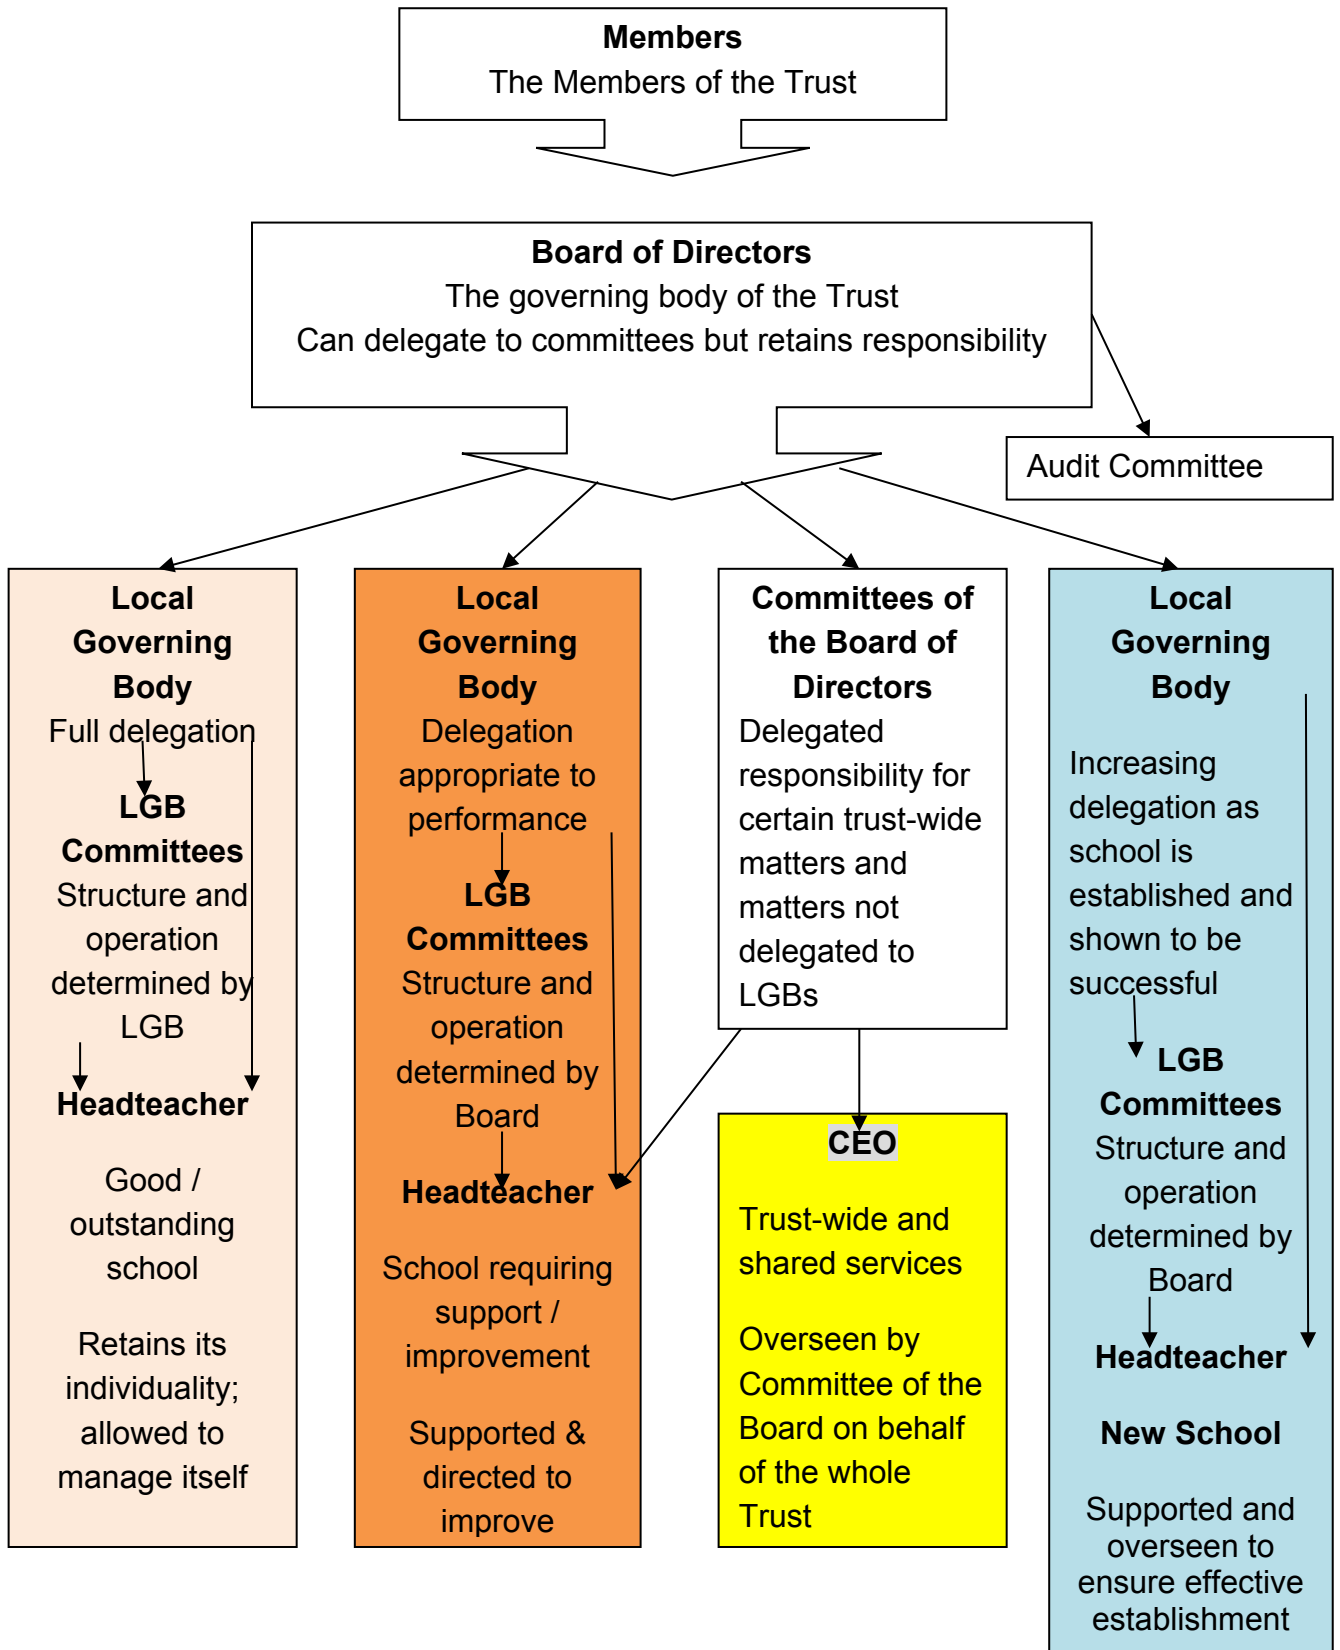 Members
The Members of the Trust
Board of Directors
The governing body of the Trust
Can delegate to committees but retains responsibility
Audit Committee
Local
Governing
Body
Full delegation
LGB
Committees
Structure and
operation
determined by
LGB
Headteacher
Good /
outstanding
school
Retains its
individuality;
allowed to
manage itself
Local
Governing
Body
Delegation
appropriate to
performance
LGB
Committees
Structure and
operation
determined by
Board
Headteacher
School requiring
support /
improvement
Supported &
directed to
improve
Committees of
the Board of
Directors
Delegated
responsibility for
certain trust-wide
matters and
matters not
delegated to
LGBs
CEO
Trust-wide and
shared services
Overseen by
Committee of the
Board on behalf
of the whole
Trust
Local
Governing
Body
Increasing
delegation as
school is
established and
shown to be
successful
LGB
Committees
Structure and
operation
determined by
Board
Headteacher
New School
Supported and
overseen to
ensure effective
establishment